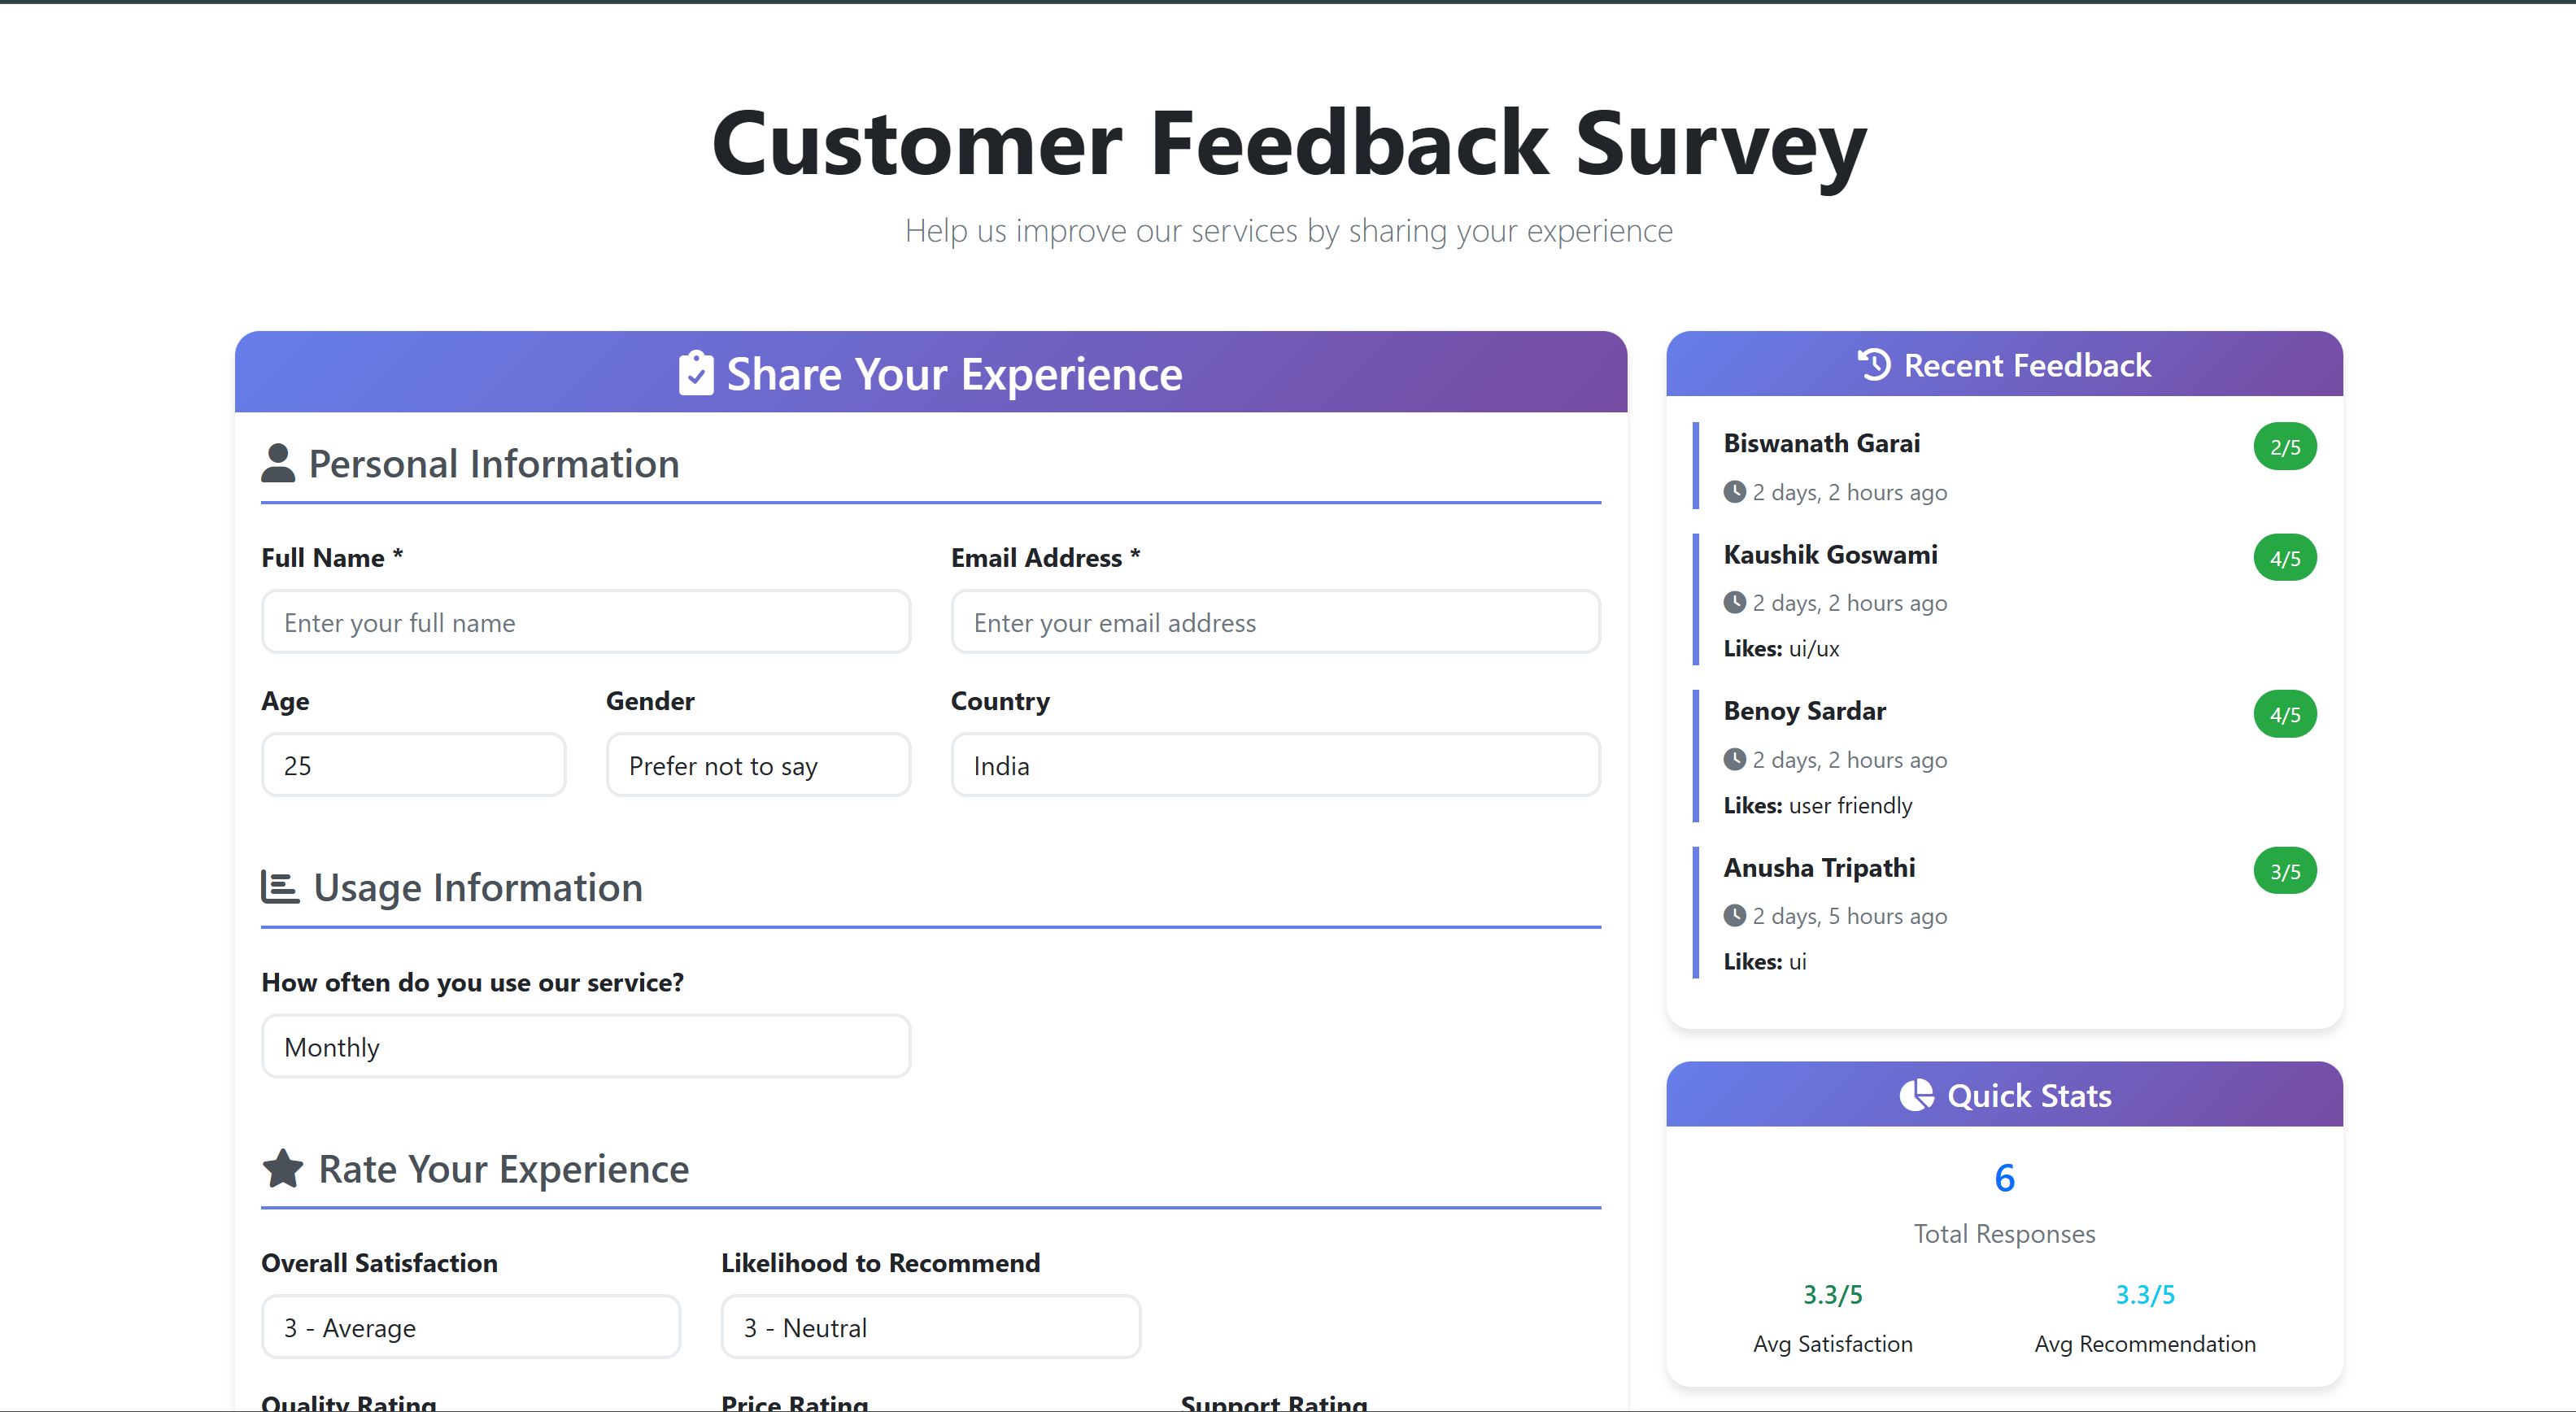 Customer Feedback Survey
Help us improve our services by sharing your experience
Share Your Experience
Personal Information
Full Name *
Email Address *
Enter your full name
Enter your email address
Age
Gender
Country
25
Prefer not to say
India
Usage Information
How often do you use our service?
Monthly
Rate Your Experience
Overall Satisfaction
Likelihood to Recommend
3 - Average
3 - Neutral
Quality Rating
Price Rating
Support Rating
Recent Feedback
Biswanath Garai
2/5
2 days, 2 hours ago
Kaushik Goswami
4/5
2 days, 2 hours ago
Likes: ui/ux
Benoy Sardar
4/5
2 days, 2 hours ago
Likes: user friendly
Anusha Tripathi
3/5
2 days, 5 hours ago
Likes: ui
Quick Stats
6
Total Responses
3.3/5
Avg Satisfaction
3.3/5
Avg Recommendation